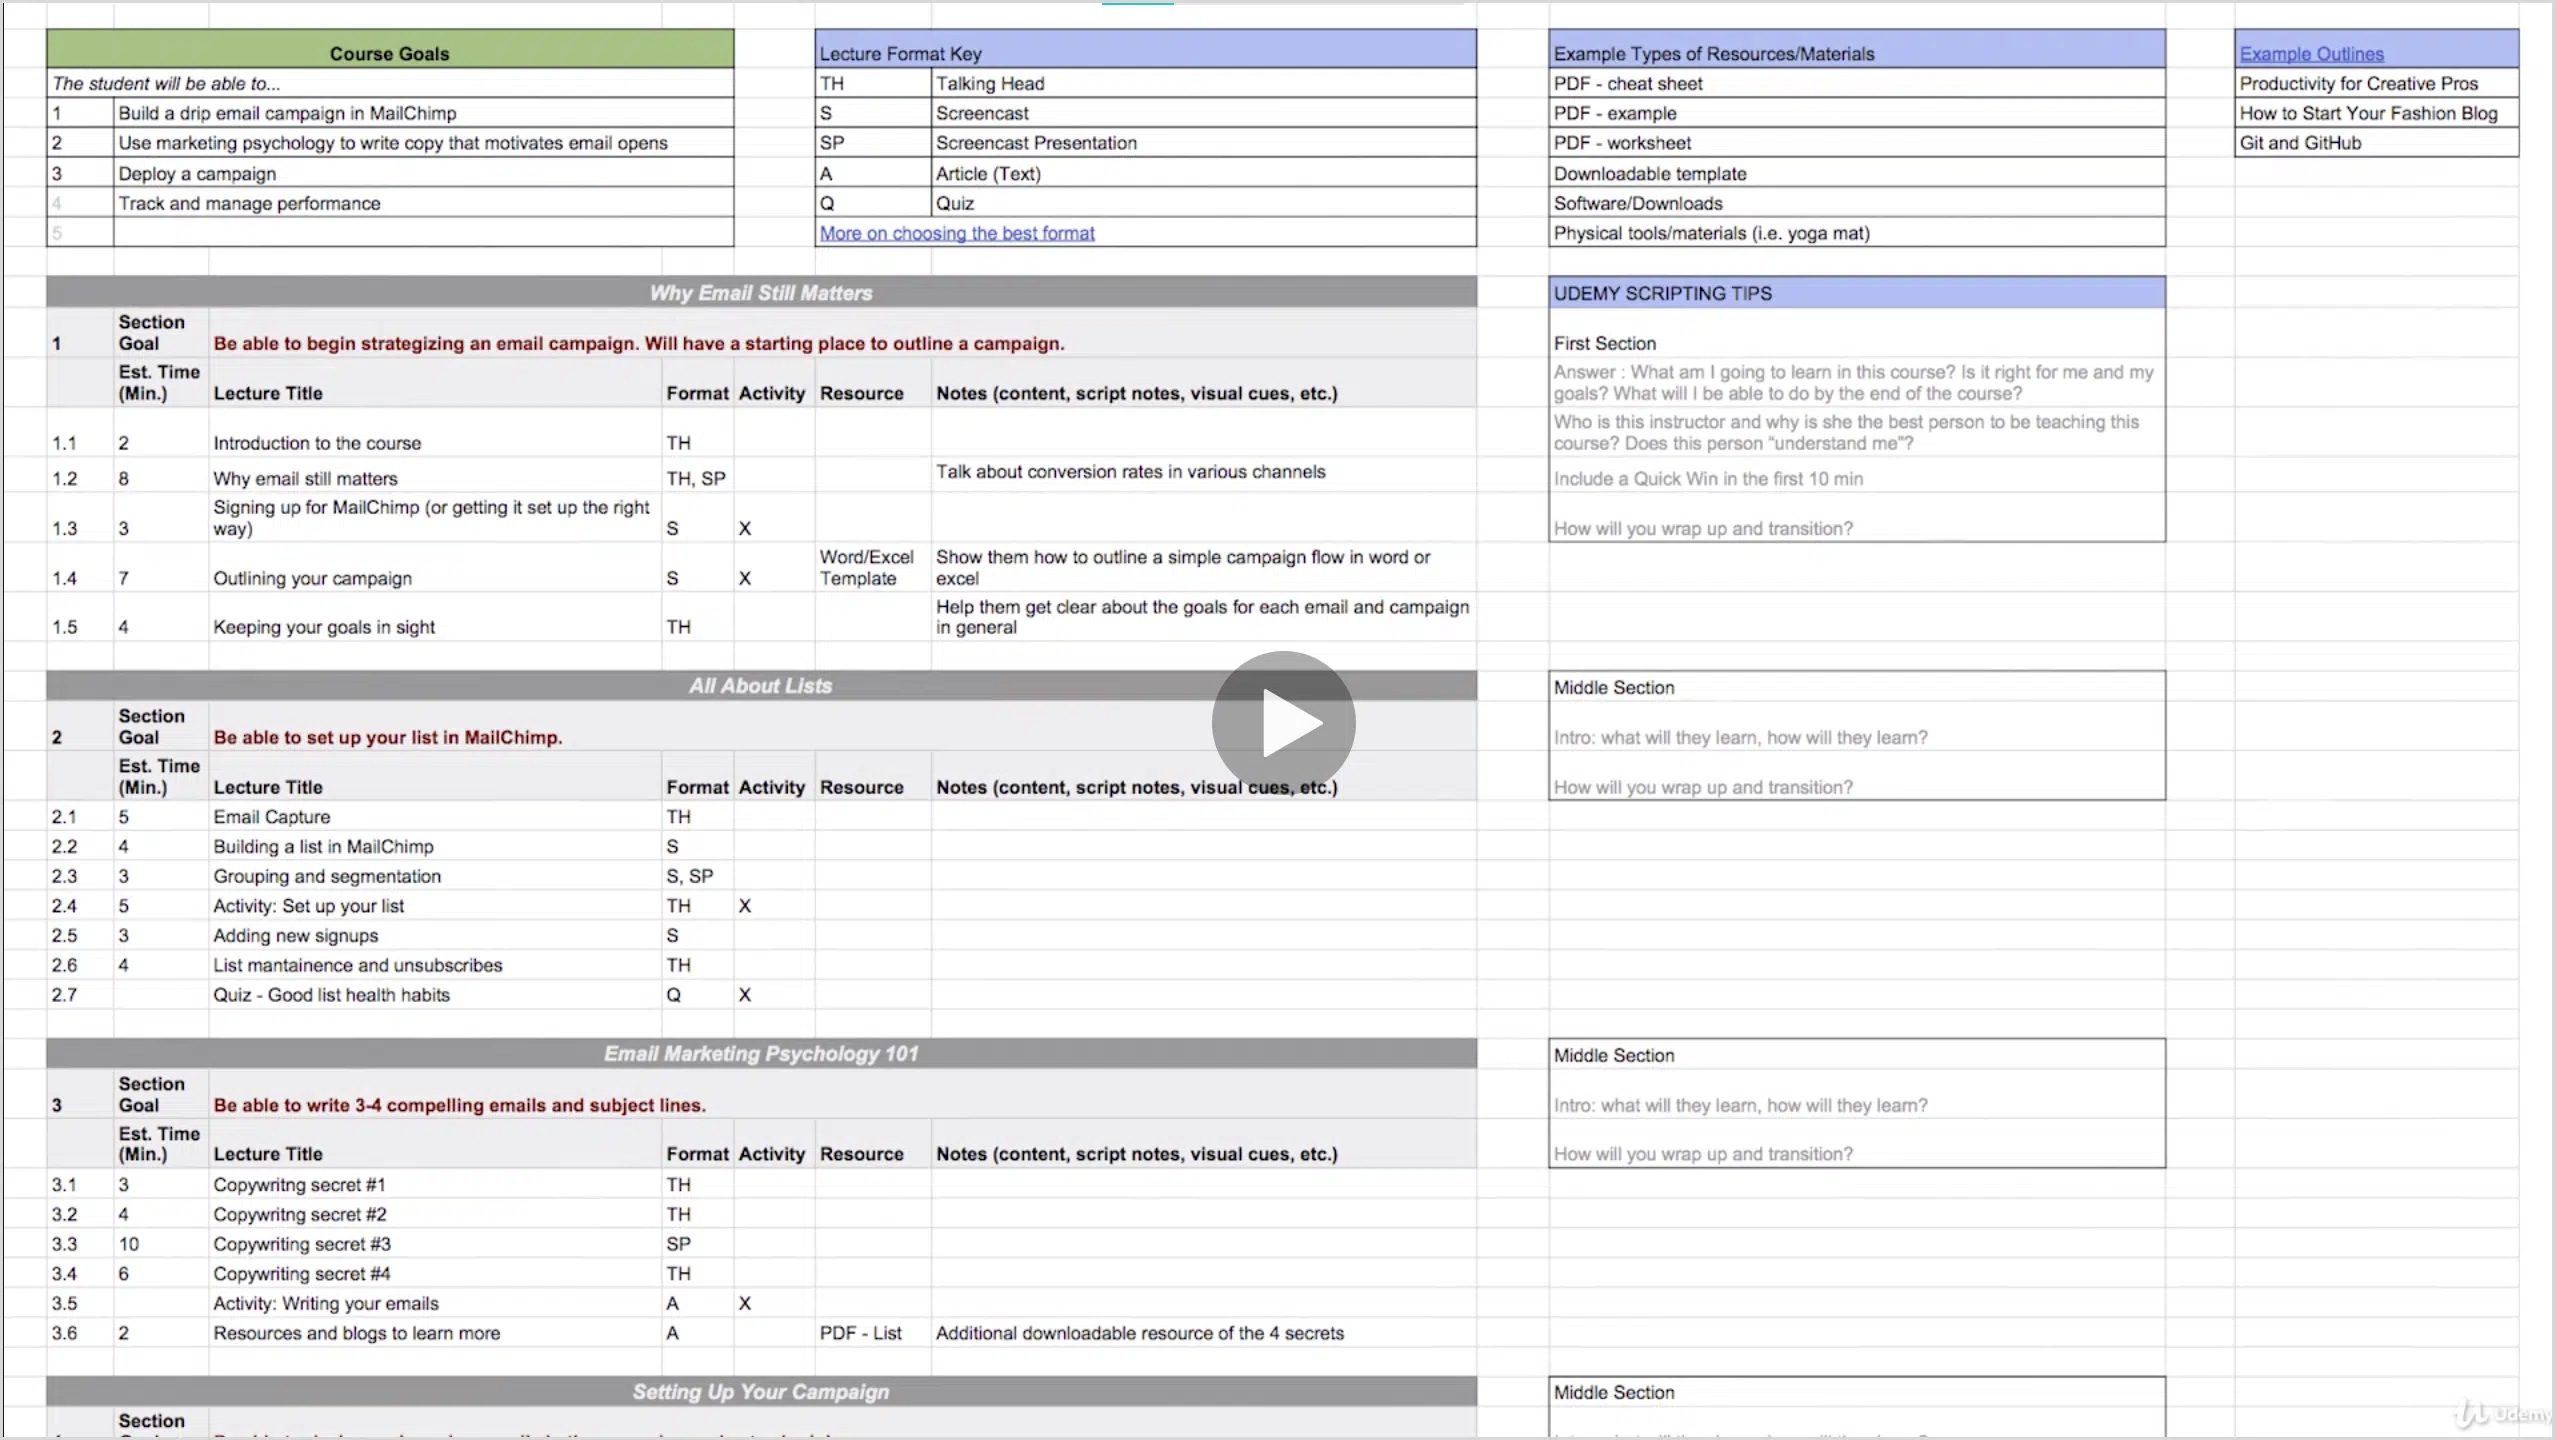 Course Goals
The student will be able to...
1 Build a drip email campaign in MailChimp
2 Use marketing psychology to write copy that motivates email opens
3 Deploy a campaign
4 Track and manage performance
5
Lecture Format Key
TH Talking Head
S Screencast
SP Screencast Presentation
A Article (Text)
Q Quiz
More on choosing the best format
Example Types of Resources/Materials
PDF - cheat sheet
PDF - example
PDF - worksheet
Downloadable template
Software/Downloads
Physical tools/materials (i.e. yoga mat)
Example Outlines
Productivity for Creative Pros
How to Start Your Fashion Blog
Git and GitHub
Why Email Still Matters
1 Section Goal Be able to begin strategizing an email campaign. Will have a starting place to outline a campaign.
Est. Time (Min.) Lecture Title Format Activity Resource Notes (content, script notes, visual cues, etc.)
1.1 2 Introduction to the course TH
1.2 8 Why email still matters TH, SP Talk about conversion rates in various channels
1.3 3 Signing up for MailChimp (or getting it set up the right way) S X
1.4 7 Outlining your campaign S X Word/Excel Template Show them how to outline a simple campaign flow in word or excel
1.5 4 Keeping your goals in sight TH Help them get clear about the goals for each email and campaign in general
UDEMY SCRIPTING TIPS
First Section
Answer : What am I going to learn in this course? Is it right for me and my
goals? What will I be able to do by the end of the course?
Who is this instructor and why is she the best person to be teaching this
course? Does this person “understand me”?
Include a Quick Win in the first 10 min
How will you wrap up and transition?
All About Lists
2 Section Goal Be able to set up your list in MailChimp.
Est. Time (Min.) Lecture Title Format Activity Resource Notes (content, script notes, visual cues, etc.)
2.1 5 Email Capture TH
2.2 4 Building a list in MailChimp S
2.3 3 Grouping and segmentation S, SP
2.4 5 Activity: Set up your list TH X
2.5 3 Adding new signups S
2.6 4 List mantainence and unsubscribes TH
2.7 Quiz - Good list health habits Q X
Middle Section
Intro: what will they learn, how will they learn?
How will you wrap up and transition?
Email Marketing Psychology 101
3 Section Goal Be able to write 3-4 compelling emails and subject lines.
Est. Time (Min.) Lecture Title Format Activity Resource Notes (content, script notes, visual cues, etc.)
3.1 3 Copywritng secret #1 TH
3.2 4 Copywritng secret #2 TH
3.3 10 Copywriting secret #3 SP
3.4 6 Copywriting secret #4 TH
3.5 Activity: Writing your emails A X
3.6 2 Resources and blogs to learn more A PDF - List Additional downloadable resource of the 4 secrets
Middle Section
Intro: what will they learn, how will they learn?
How will you wrap up and transition?
Setting Up Your Campaign
Section
Middle Section
Udemy